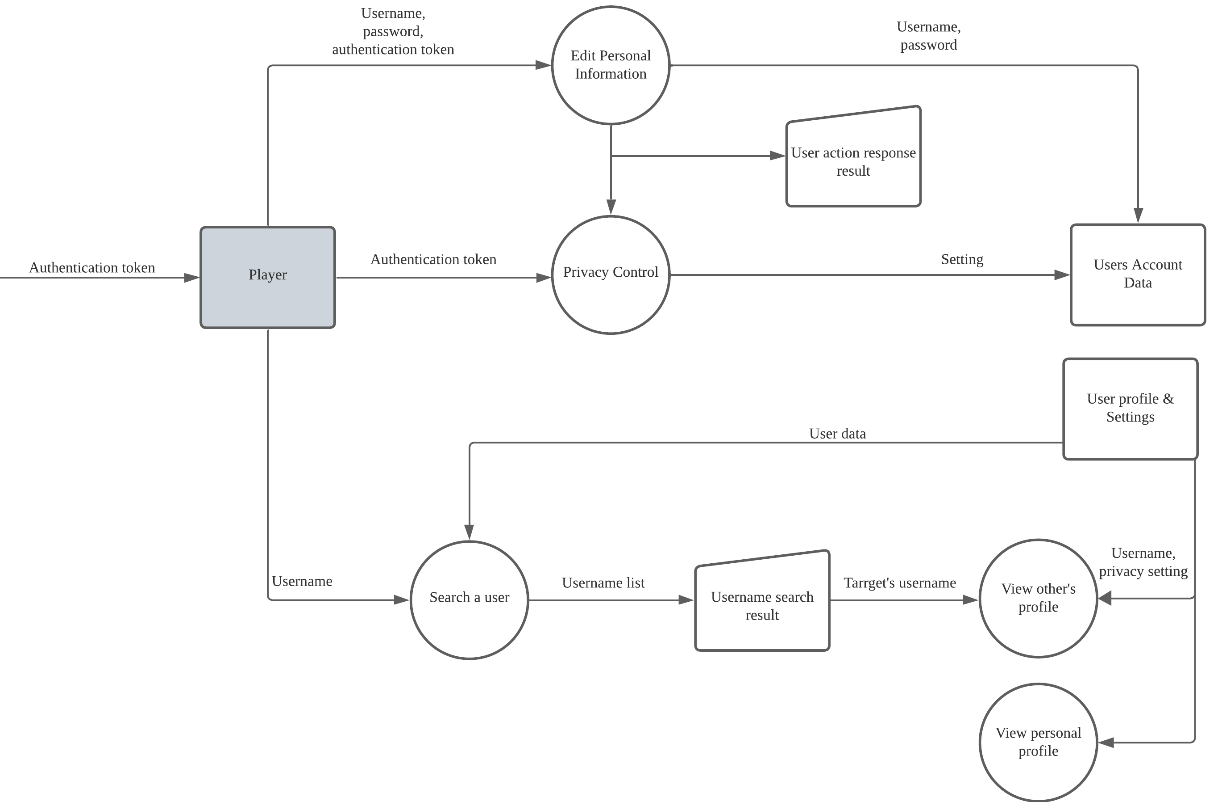 Username,
password,
authentication token
Edit Personal
Information
Username,
password
User action response
result
Authentication token
Player
Authentication token
Privacy Control
Setting
Users Account
Data
User profile &
Settings
User data
Username
Search a user
Username list
Username search
result
Tarrget's username
View other's
profile
Username,
privacy setting
View personal
profile